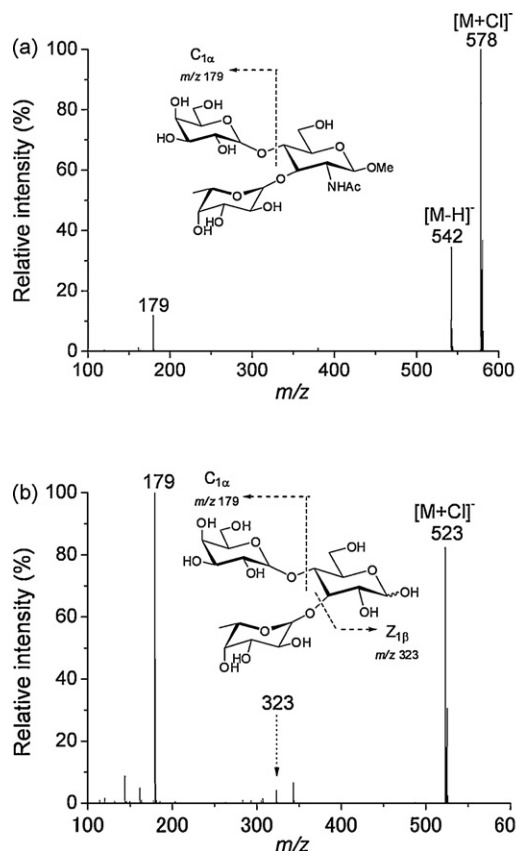 (a)
[M+Cl]⁻
578
C1α
m/z 179
OH OH
O
HO
OH
O
OH
O
OMe
NHAc
O
O
OH
HO
OH
[M-H]⁻
542
179
Relative intensity (%)
100
80
60
40
20
0
100 200 300 400 500 600
m/z
(b)
179
C1α
m/z 179
[M+Cl]⁻
523
OH OH
O
HO
OH
O
OH
O
OH
OH
O
O
OH
HO
OH
Z1β
m/z 323
323
Relative intensity (%)
100
80
60
40
20
0
100 200 300 400 500 600
m/z